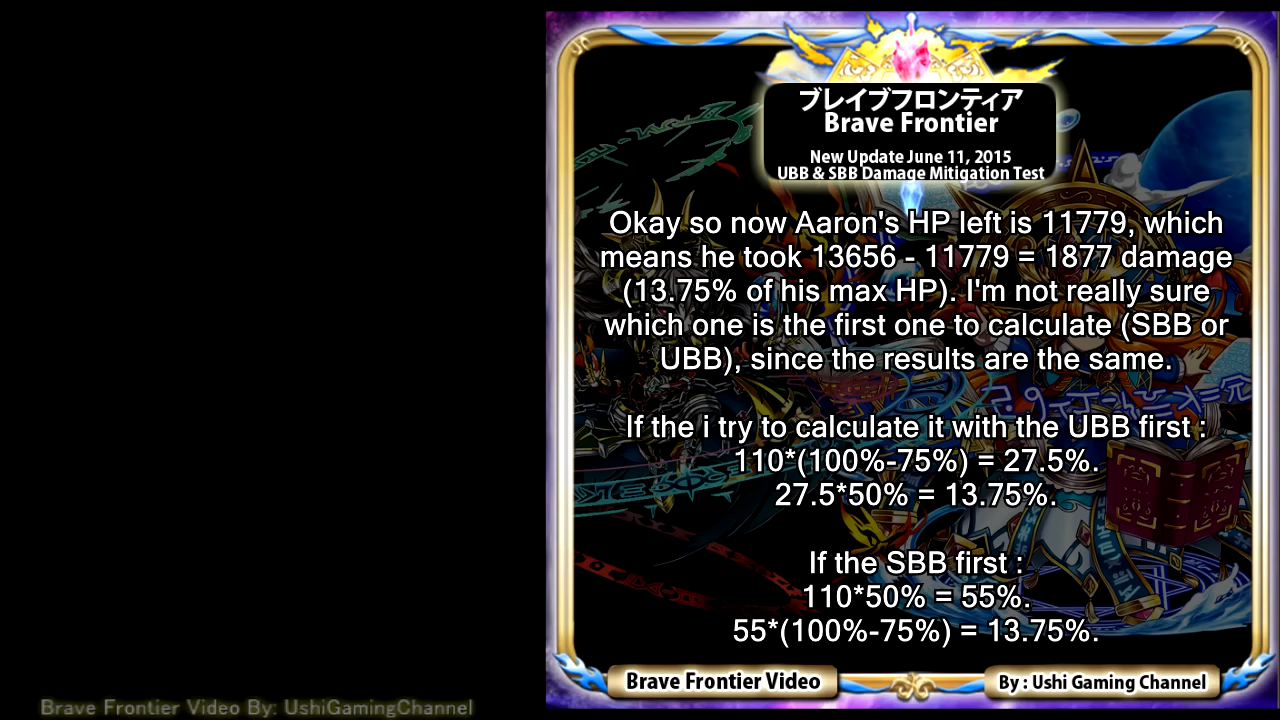 ブレイブフロンティア
Brave Frontier
New Update June 11, 2015
UBB & SBB Damage Mitigation Test
Okay so now Aaron's HP left is 11779, which
means he took 13656 - 11779 = 1877 damage
(13.75% of his max HP). I'm not really sure
which one is the first one to calculate (SBB or
UBB), since the results are the same.
If the i try to calculate it with the UBB first :
110*(100%-75%) = 27.5%.
27.5*50% = 13.75%.
If the SBB first :
110*50% = 55%.
55*(100%-75%) = 13.75%.
Brave Frontier Video
By : Ushi Gaming Channel
Brave Frontier Video By: UshiGamingChannel